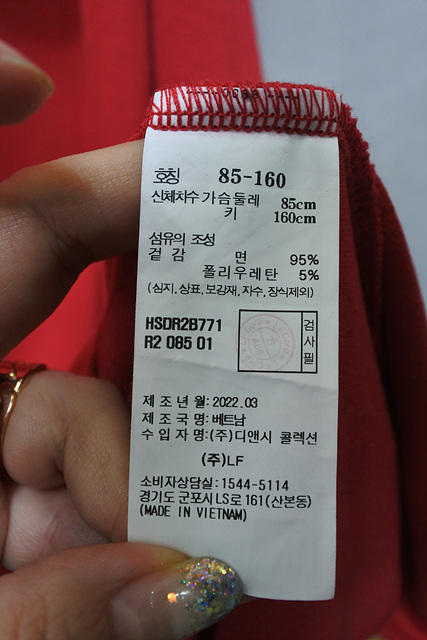 호칭 85-160
신체차수 가슴둘레 85cm
키 160cm
섬유의 조성
겉감 면 95%
폴리우레탄 5%
(심지, 상표, 보강재, 자수, 장식제외)
HSDR2B771
R2 085 01
검사필
제조년월: 2022.03
제조국명: 베트남
수입자명: (주)디앤시 콜렉션
(주)LF
소비자상담실: 1544-5114
경기도 군포시 LS로 161(산본동)
(MADE IN VIETNAM)